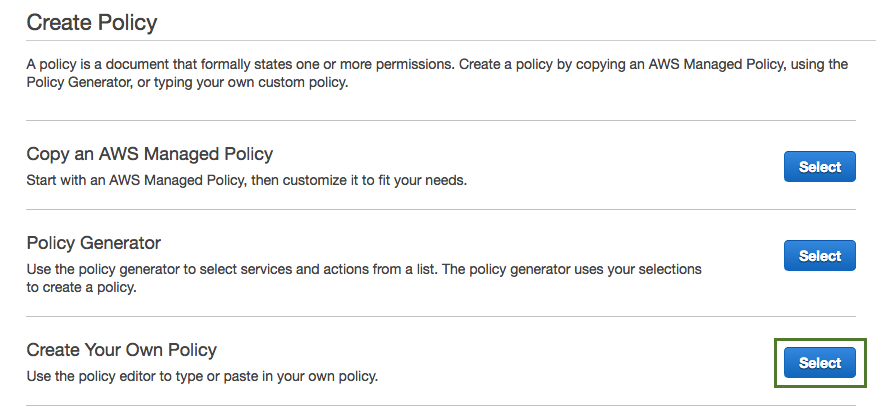 Create Policy
A policy is a document that formally states one or more permissions. Create a policy by copying an AWS Managed Policy, using the
Policy Generator, or typing your own custom policy.
Copy an AWS Managed Policy
Start with an AWS Managed Policy, then customize it to fit your needs.
Select
Policy Generator
Use the policy generator to select services and actions from a list. The policy generator uses your selections
to create a policy.
Select
Create Your Own Policy
Use the policy editor to type or paste in your own policy.
Select